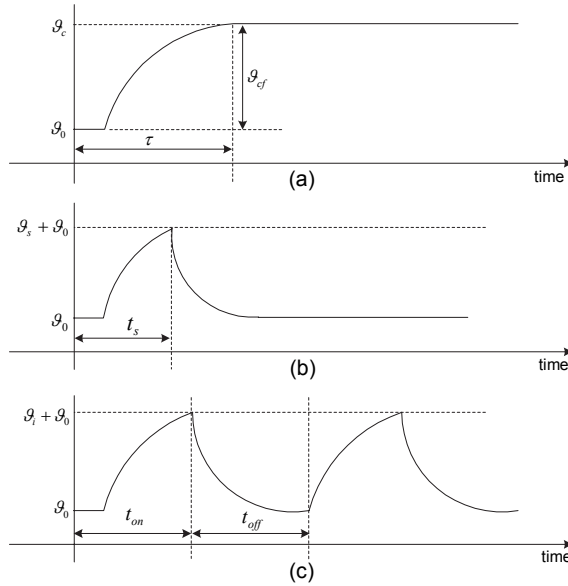 ϑc
ϑcf
ϑ0
τ
time
(a)
ϑs + ϑ0
ϑ0
ts
time
(b)
ϑi + ϑ0
ϑ0
ton
toff
time
(c)